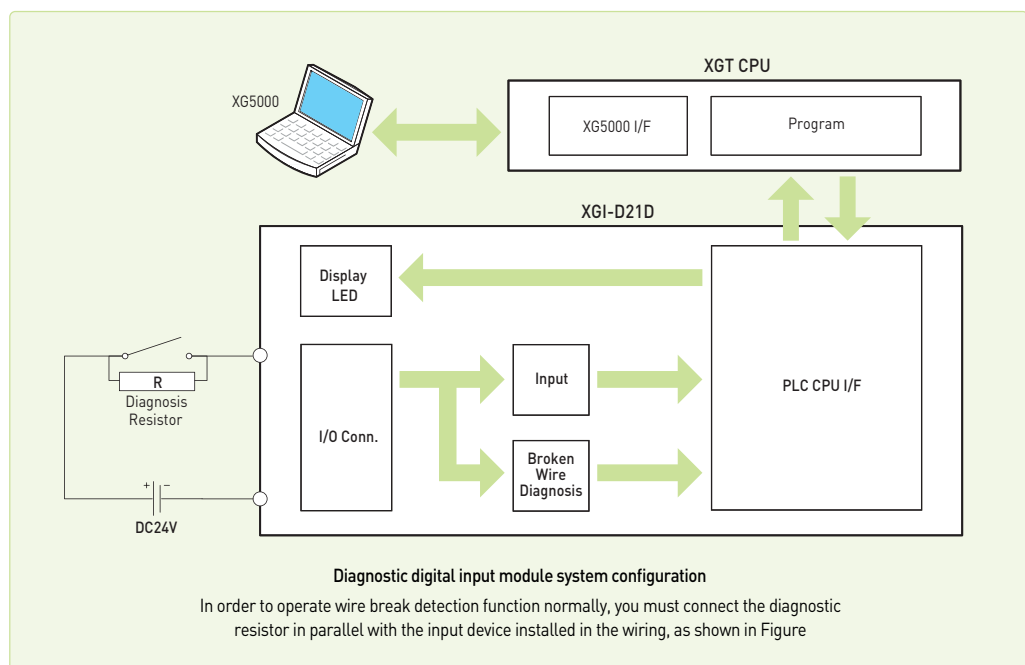 XGT CPU
XG5000
XG5000 I/F
Program
XGI-D21D
Display
LED
R
Diagnosis
Resistor
I/O Conn.
Input
Broken
Wire
Diagnosis
PLC CPU I/F
+ –
DC24V
Diagnostic digital input module system configuration
In order to operate wire break detection function normally, you must connect the diagnostic
resistor in parallel with the input device installed in the wiring, as shown in Figure